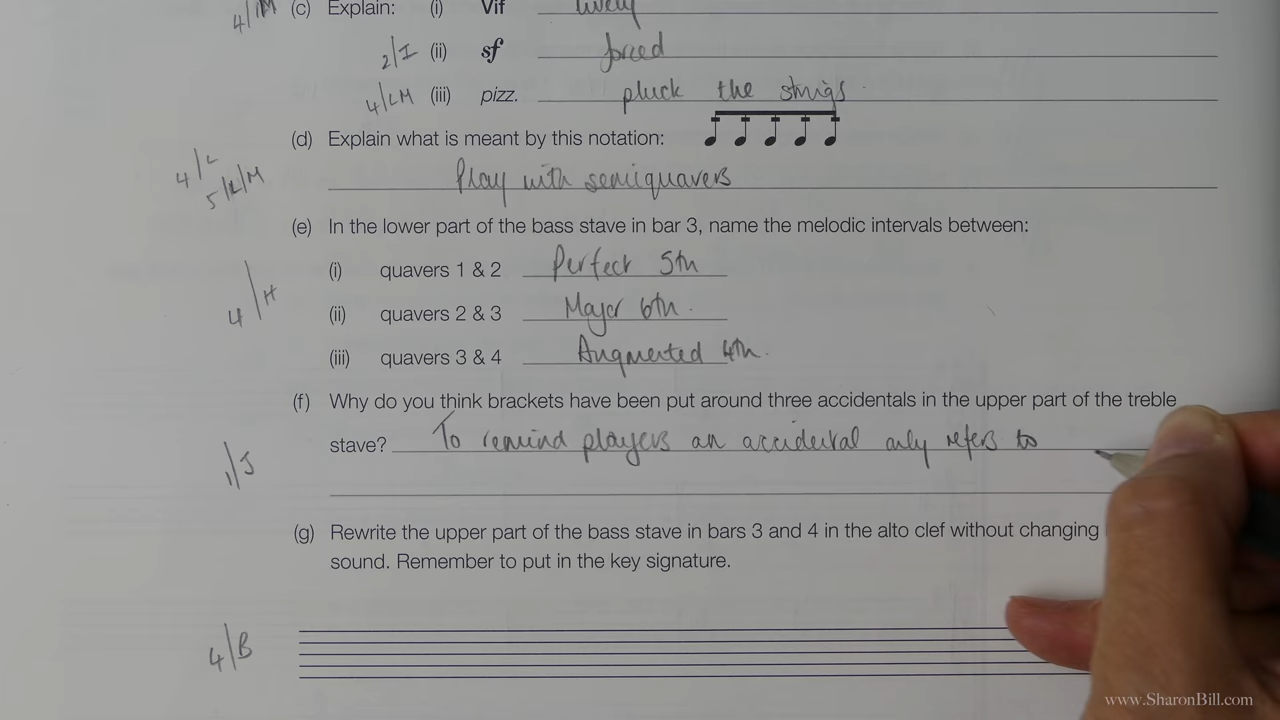 4/M (c) Explain: (i) Vif lively
2/I (ii) sf forced
4/LM (iii) pizz. pluck the strings.
(d) Explain what is meant by this notation:
4/L
5/L/M
Play with semiquavers
(e) In the lower part of the bass stave in bar 3, name the melodic intervals between:
(i) quavers 1 & 2 Perfect 5th
4/H (ii) quavers 2 & 3 Major 6th.
(iii) quavers 3 & 4 Augmented 4th.
(f) Why do you think brackets have been put around three accidentals in the upper part of the treble
1/J stave? To remind players an accidental only refers to
(g) Rewrite the upper part of the bass stave in bars 3 and 4 in the alto clef without changing
sound. Remember to put in the key signature.
4/B
www.SharonBill.com